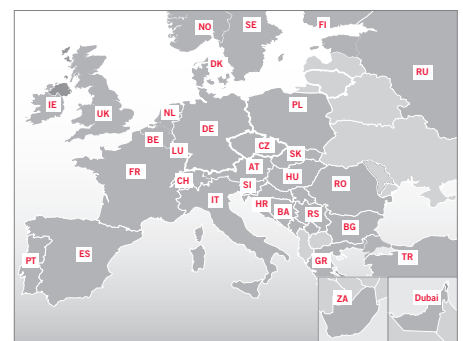 NO
SE
FI
DK
RU
IE
UK
NL
PL
BE
DE
LU
CZ
SK
FR
CH
AT
HU
SI
RO
IT
HR
BA
RS
BG
PT
ES
GR
TR
ZA
Dubai